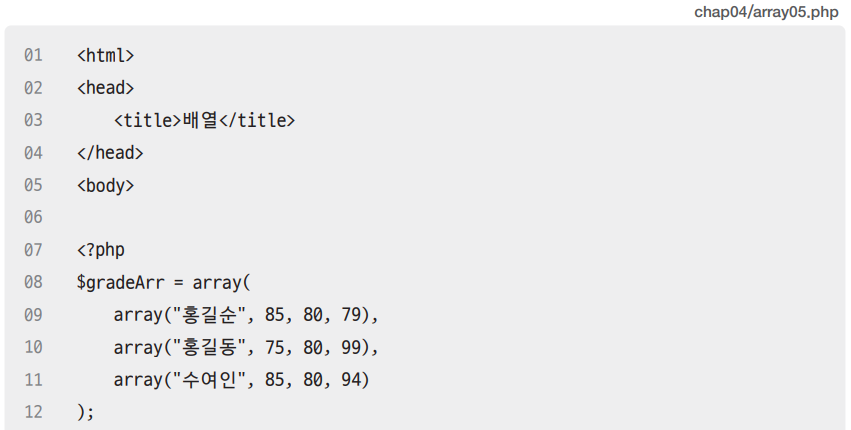 chap04/array05.php
01 <html>
02 <head>
03 <title>배열</title>
04 </head>
05 <body>
06
07 <?php
08 $gradeArr = array(
09 array("홍길순", 85, 80, 79),
10 array("홍길동", 75, 80, 99),
11 array("수여인", 85, 80, 94)
12 );